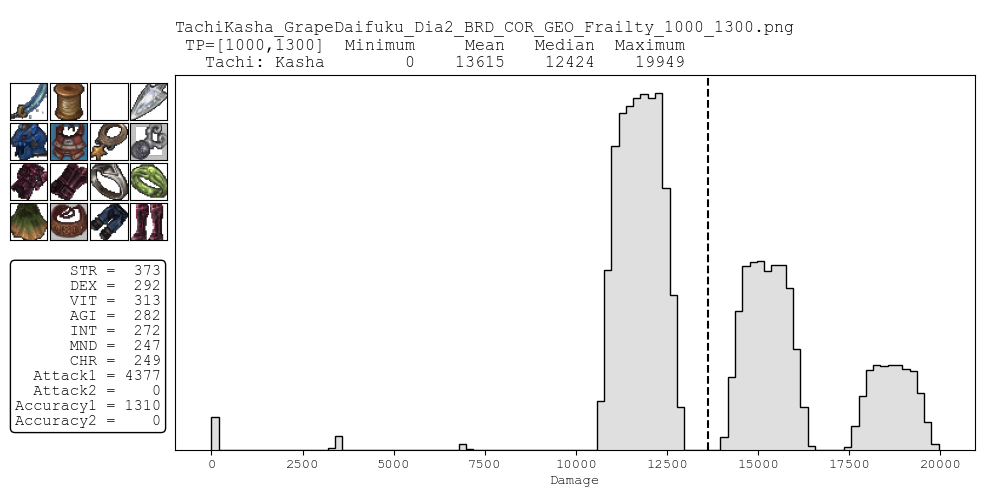 TachiKasha_GrapeDaifuku_Dia2_BRD_COR_GEO_Frailty_1000_1300.png
TP=[1000,1300] Minimum Mean Median Maximum
Tachi: Kasha 0 13615 12424 19949
STR = 373
DEX = 292
VIT = 313
AGI = 282
INT = 272
MND = 247
CHR = 249
Attack1 = 4377
Attack2 = 0
Accuracy1 = 1310
Accuracy2 = 0
0 2500 5000 7500 10000 12500 15000 17500 20000
Damage